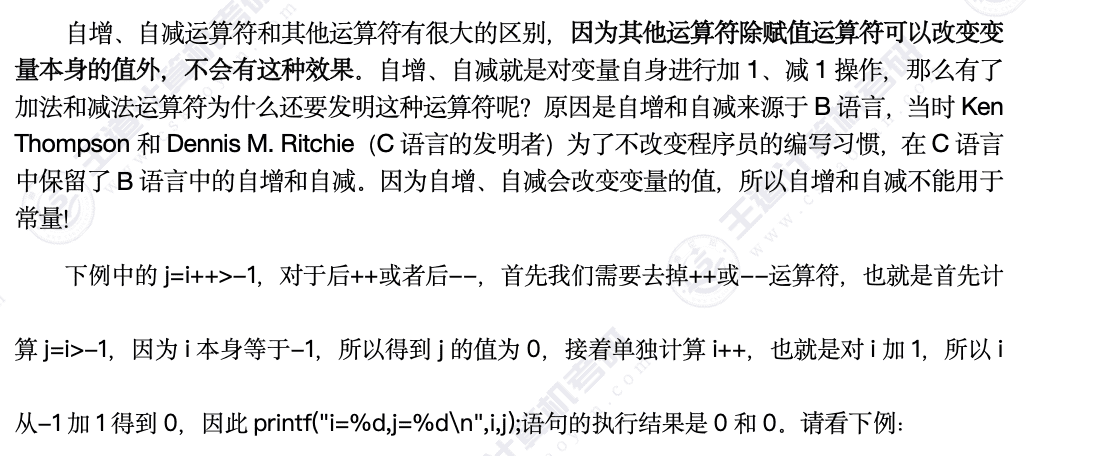 自增、自减运算符和其他运算符有很大的区别，因为其他运算符除赋值运算符可以改变变
量本身的值外，不会有这种效果。自增、自减就是对变量自身进行加 1、减 1 操作，那么有了
加法和减法运算符为什么还要发明这种运算符呢？原因是自增和自减来源于 B 语言，当时 Ken
Thompson 和 Dennis M. Ritchie（C 语言的发明者）为了不改变程序员的编写习惯，在 C 语言
中保留了 B 语言中的自增和自减。因为自增、自减会改变变量的值，所以自增和自减不能用于
常量!
下例中的 j=i++>-1，对于后++或者后--，首先我们需要去掉++或--运算符，也就是首先计
算 j=i>-1，因为 i 本身等于-1，所以得到 j 的值为 0，接着单独计算 i++，也就是对 i 加 1，所以 i
从-1 加 1 得到 0，因此 printf("i=%d,j=%d\n",i,j);语句的执行结果是 0 和 0。请看下例：